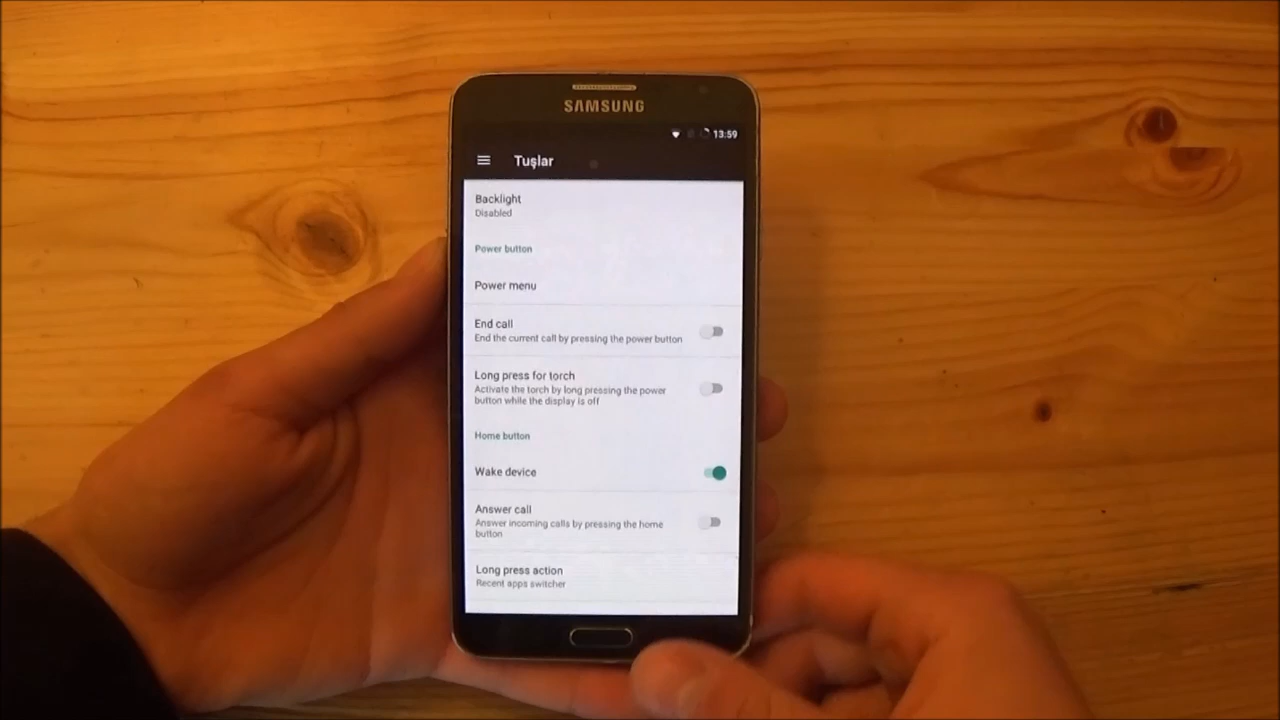 SAMSUNG
13:59
Tuşlar
Backlight
Disabled
Power button
Power menu
End call
End the current call by pressing the power button
Long press for torch
Activate the torch by long pressing the power
button while the display is off
Home button
Wake device
Answer call
Answer incoming calls by pressing the home
button
Long press action
Recent apps switcher